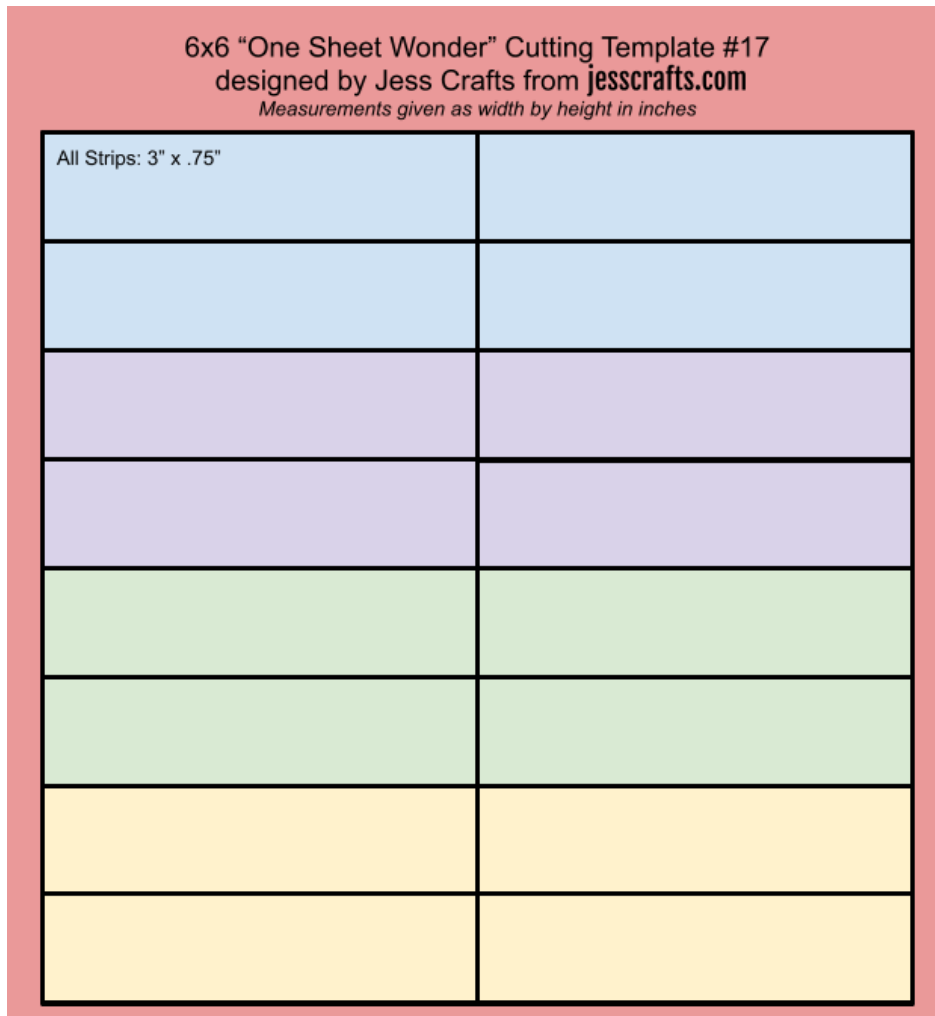 6x6 “One Sheet Wonder” Cutting Template #17
designed by Jess Crafts from jesscrafts.com
Measurements given as width by height in inches
All Strips: 3” x .75”